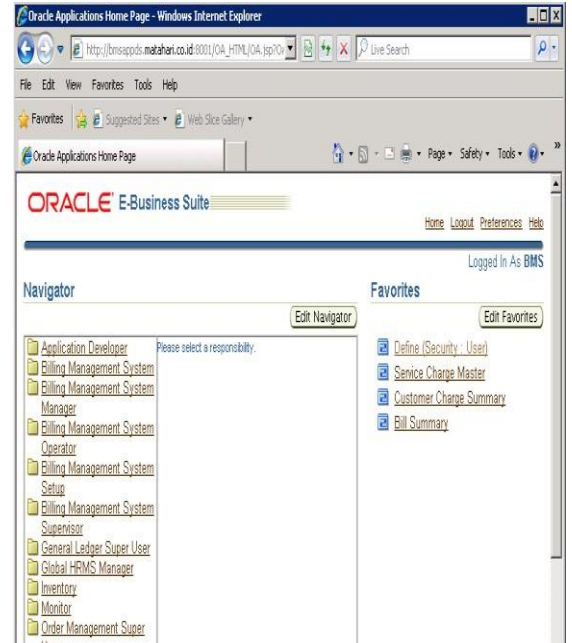 Oracle Applications Home Page - Windows Internet Explorer
http://bmsappds.matahari.co.id:8001/OA_HTML/OA.jsp?O
Live Search
File Edit View Favorites Tools Help
Favorites Suggested Sites Web Slice Gallery
Oracle Applications Home Page
Page Safety Tools
ORACLE E-Business Suite
Home Logout Preferences Help
Logged In As BMS
Navigator
Edit Navigator
Application Developer
Billing Management System
Billing Management System
Manager
Billing Management System
Operator
Billing Management System
Setup
Billing Management System
Supervisor
General Ledger Super User
Global HRMS Manager
Inventory
Monitor
Order Management Super
Please select a responsibility.
Favorites
Edit Favorites
Define (Security : User)
Service Charge Master
Customer Charge Summary
Bill Summary